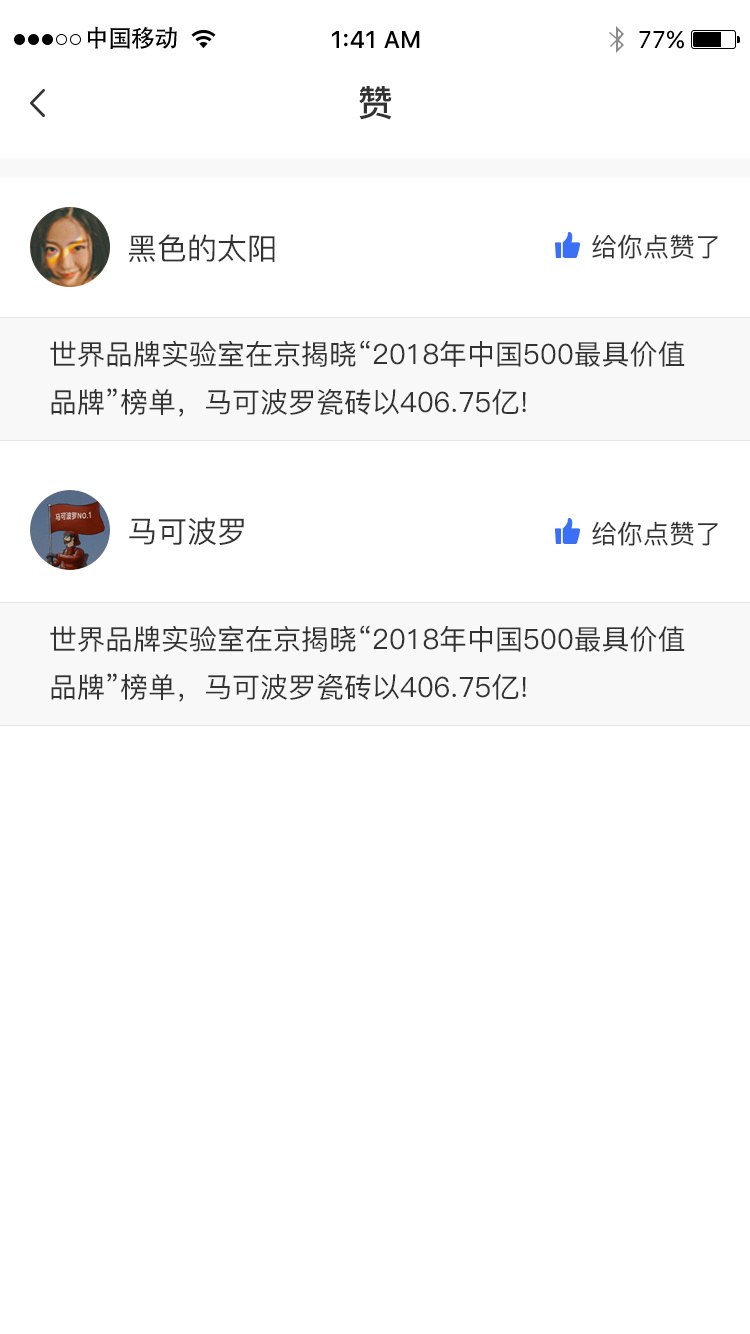 中国移动
1:41 AM
77%
赞
黑色的太阳
给你点赞了
世界品牌实验室在京揭晓“2018年中国500最具价值
品牌”榜单，马可波罗瓷砖以406.75亿!
马可波罗NO.1
马可波罗
给你点赞了
世界品牌实验室在京揭晓“2018年中国500最具价值
品牌”榜单，马可波罗瓷砖以406.75亿!